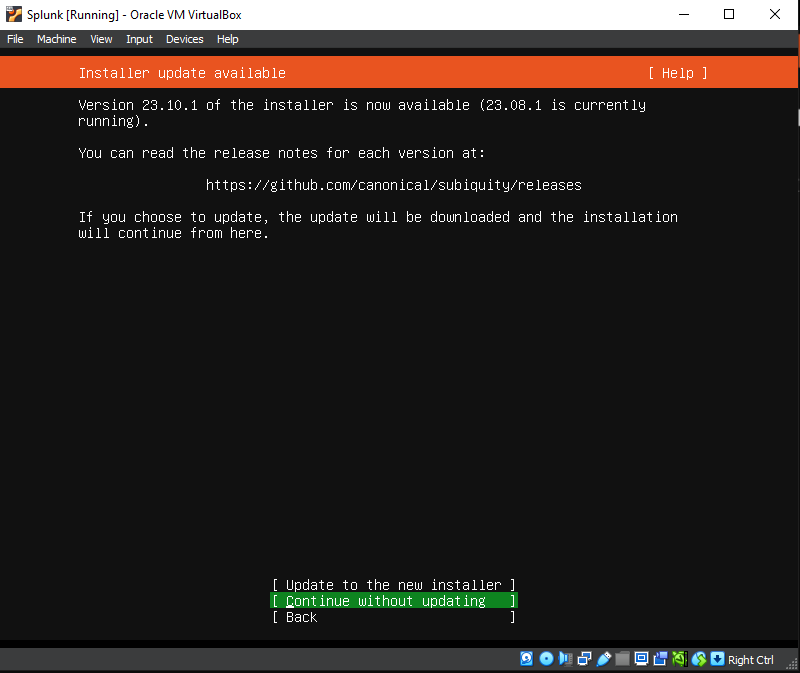 Splunk [Running] - Oracle VM VirtualBox
File Machine View Input Devices Help
Installer update available [ Help ]
Version 23.10.1 of the installer is now available (23.08.1 is currently
running).
You can read the release notes for each version at:
https://github.com/canonical/subiquity/releases
If you choose to update, the update will be downloaded and the installation
will continue from here.
[ Update to the new installer ]
[ Continue without updating ]
[ Back ]
Right Ctrl